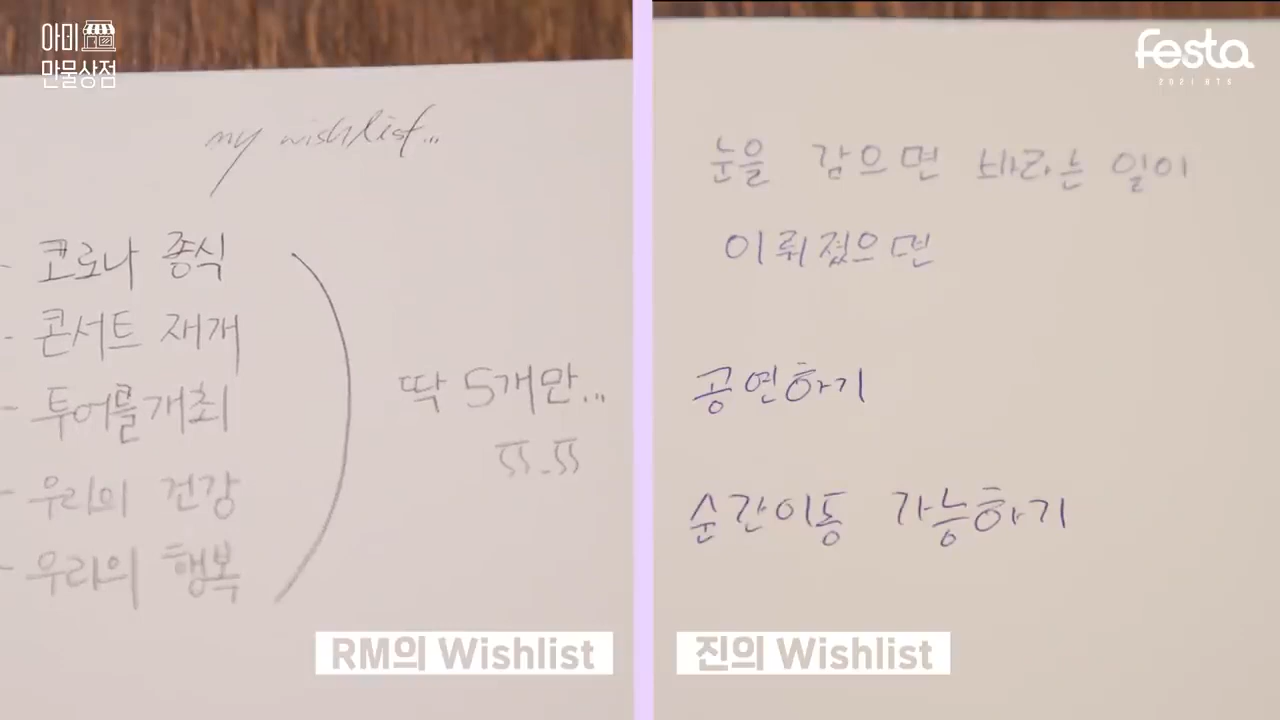 아미
만물상점
festa
2021 BTS
my wishlist...
- 코로나 종식
- 콘서트 재개
- 투어를개최
- 우리의 건강
- 우리의 행복
딱 5개만...
ㅠㅠ_ㅠㅠ
RM의 Wishlist
눈을 감으면 바라는 일이
이뤄졌으면
공연하기
순간이동 가능하기
진의 Wishlist